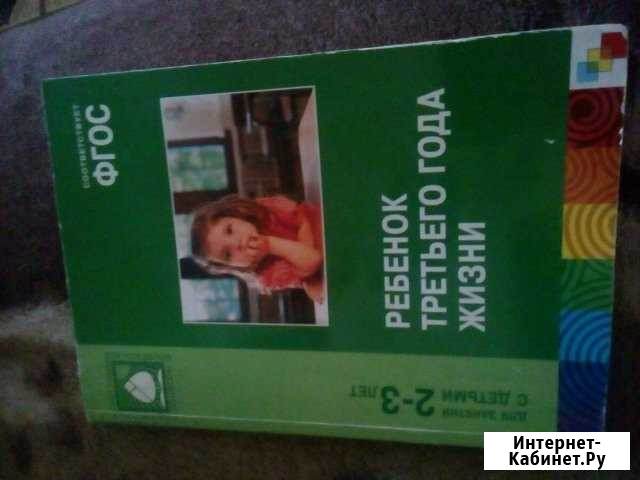 СООТВЕТСТВУЕТ
ФГОС
РЕБЕНОК
ТРЕТЬЕГО ГОДА
ЖИЗНИ
ДЛЯ ЗАНЯТИЙ
С ДЕТЬМИ
2-3 ЛЕТ
Интернет-
Кабинет.Ру